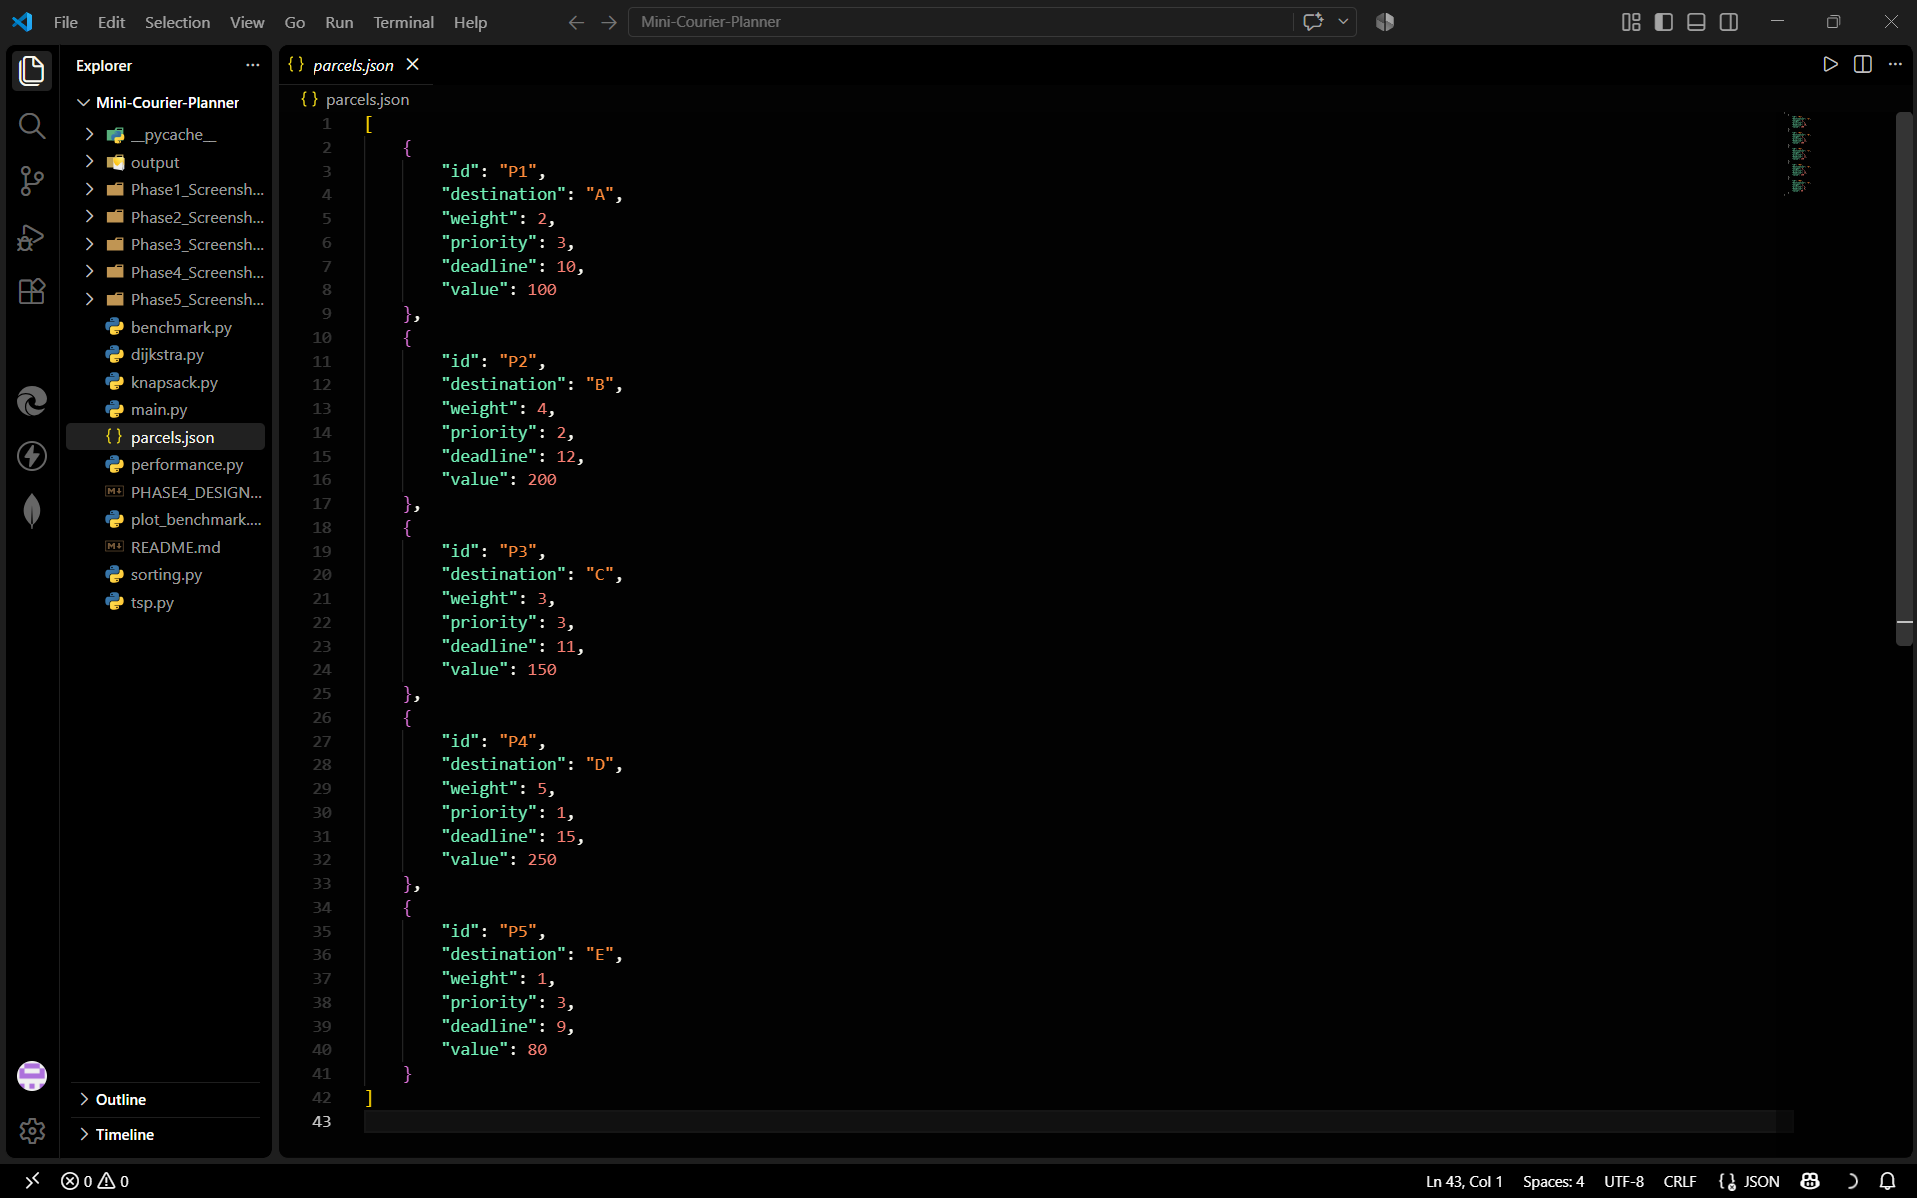 File Edit Selection View Go Run Terminal Help
Mini-Courier-Planner
Explorer
Mini-Courier-Planner
__pycache__
output
Phase1_Screensh...
Phase2_Screensh...
Phase3_Screensh...
Phase4_Screensh...
Phase5_Screensh...
benchmark.py
dijkstra.py
knapsack.py
main.py
{} parcels.json
performance.py
PHASE4_DESIGN...
plot_benchmark....
README.md
sorting.py
tsp.py
Outline
Timeline
{} parcels.json
{} parcels.json
1 [
2 {
3 "id": "P1",
4 "destination": "A",
5 "weight": 2,
6 "priority": 3,
7 "deadline": 10,
8 "value": 100
9 },
10 {
11 "id": "P2",
12 "destination": "B",
13 "weight": 4,
14 "priority": 2,
15 "deadline": 12,
16 "value": 200
17 },
18 {
19 "id": "P3",
20 "destination": "C",
21 "weight": 3,
22 "priority": 3,
23 "deadline": 11,
24 "value": 150
25 },
26 {
27 "id": "P4",
28 "destination": "D",
29 "weight": 5,
30 "priority": 1,
31 "deadline": 15,
32 "value": 250
33 },
34 {
35 "id": "P5",
36 "destination": "E",
37 "weight": 1,
38 "priority": 3,
39 "deadline": 9,
40 "value": 80
41 }
42 ]
43
0 0 Ln 43, Col 1 Spaces: 4 UTF-8 CRLF JSON